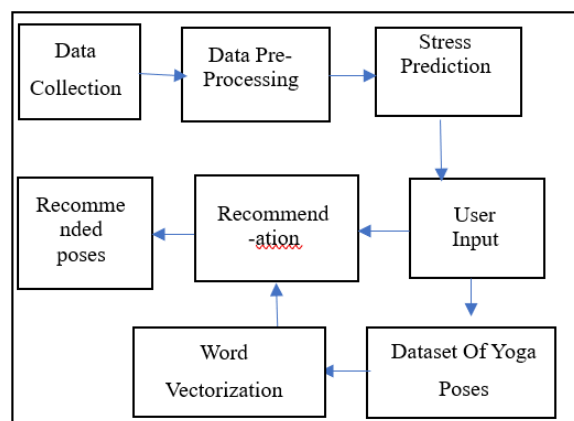 Data
Collection
Data Pre-
Processing
Stress
Prediction
Recomme
nded
poses
Recommend
-ation
User
Input
Word
Vectorization
Dataset Of Yoga
Poses